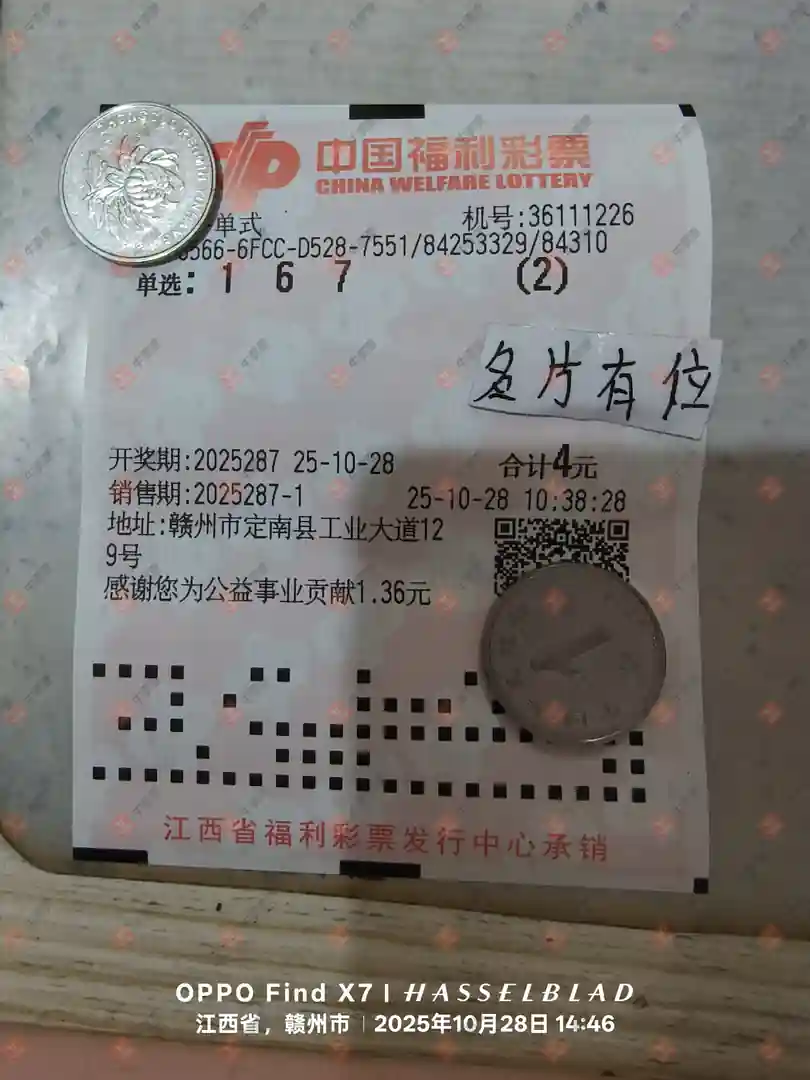 中国福利彩票
CHINA WELFARE LOTTERY
单式 机号:36111226
566-6FCC-D528-7551/84253329/84310
单选: 1 6 7 (2)
名片有位
开奖期:2025287 25-10-28 合计4元
销售期:2025287-1 25-10-28 10:38:28
地址:赣州市定南县工业大道12
9号
感谢您为公益事业贡献1.36元
江西省福利彩票发行中心承销
OPPO Find X7 | HASSELBLAD
江西省，赣州市 | 2025年10月28日 14:46